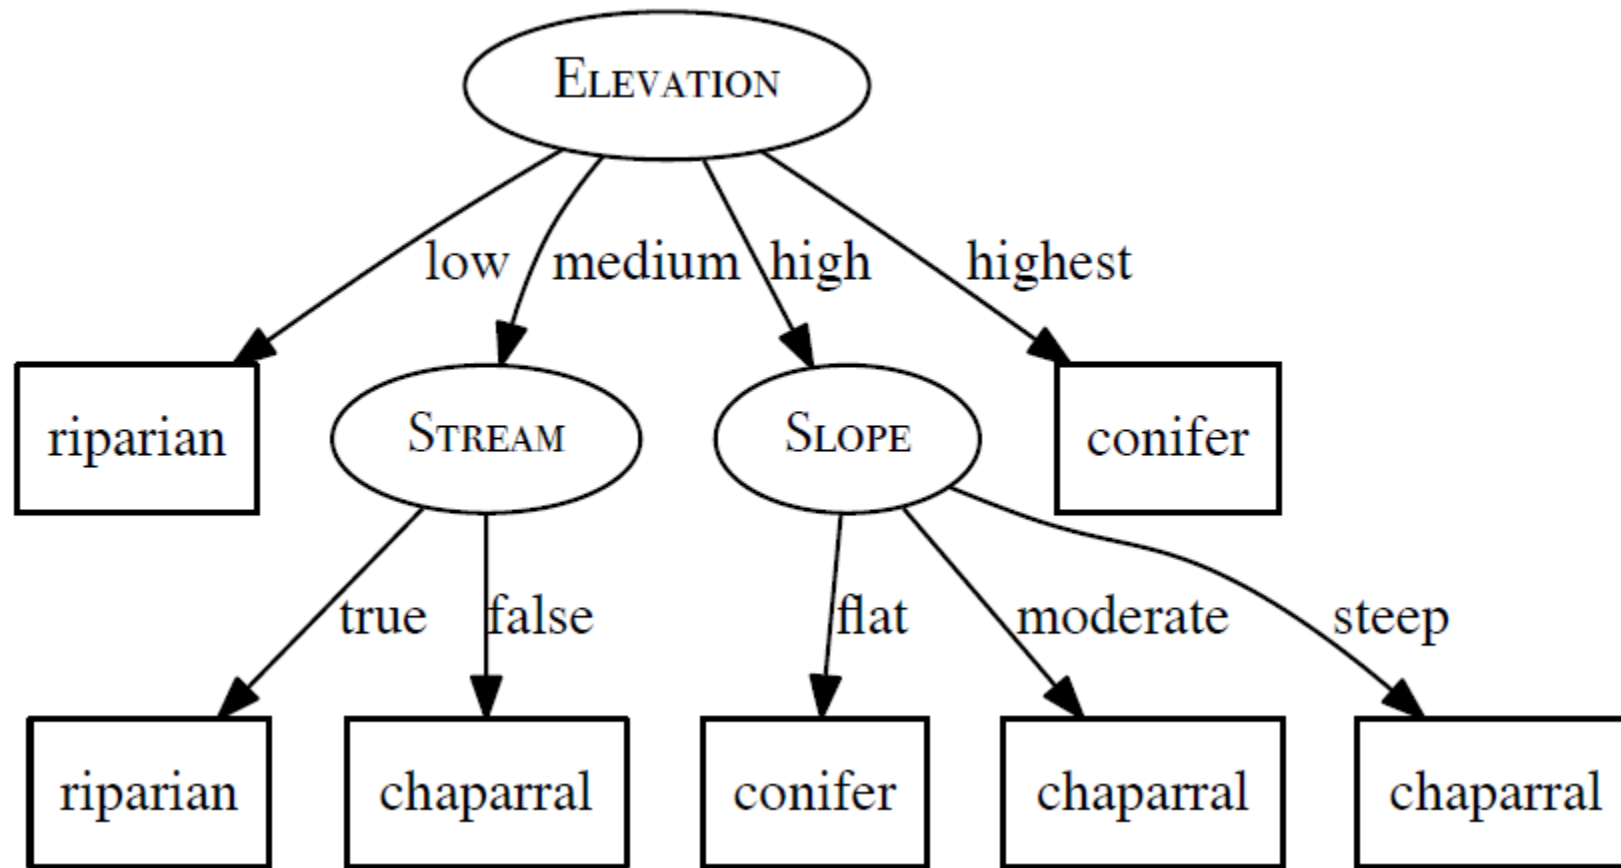 ELEVATION
low medium high highest
riparian STREAM SLOPE conifer
true false flat moderate steep
riparian chaparral conifer chaparral chaparral